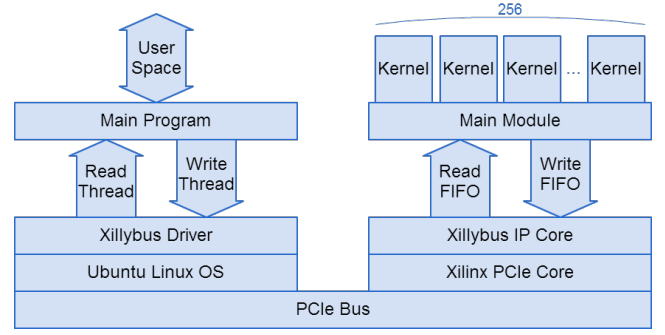 256
User
Space
Kernel
Kernel
Kernel
...
Kernel
Main Program
Main Module
Read
Thread
Write
Thread
Read
FIFO
Write
FIFO
Xillybus Driver
Xillybus IP Core
Ubuntu Linux OS
Xilinx PCIe Core
PCIe Bus